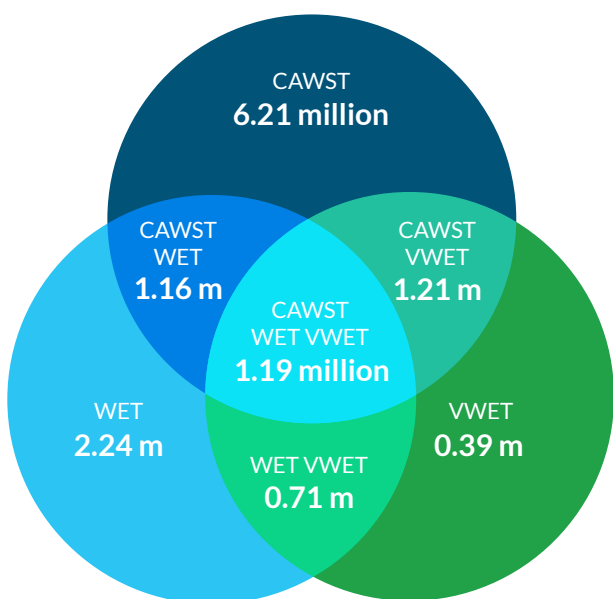 CAWST
6.21 million
CAWST
WET
1.16 m
CAWST
VWET
1.21 m
CAWST
WET VWET
1.19 million
WET
2.24 m
VWET
0.39 m
WET VWET
0.71 m